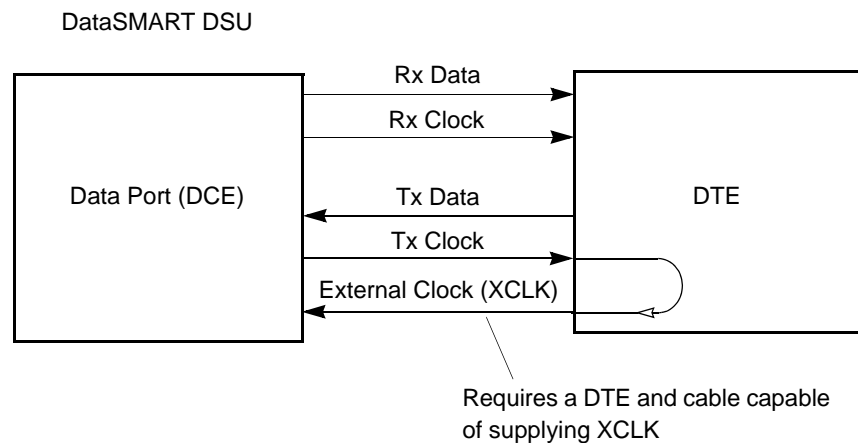 DataSMART DSU
Rx Data
Rx Clock
Data Port (DCE)
DTE
Tx Data
Tx Clock
External Clock (XCLK)
Requires a DTE and cable capable
of supplying XCLK